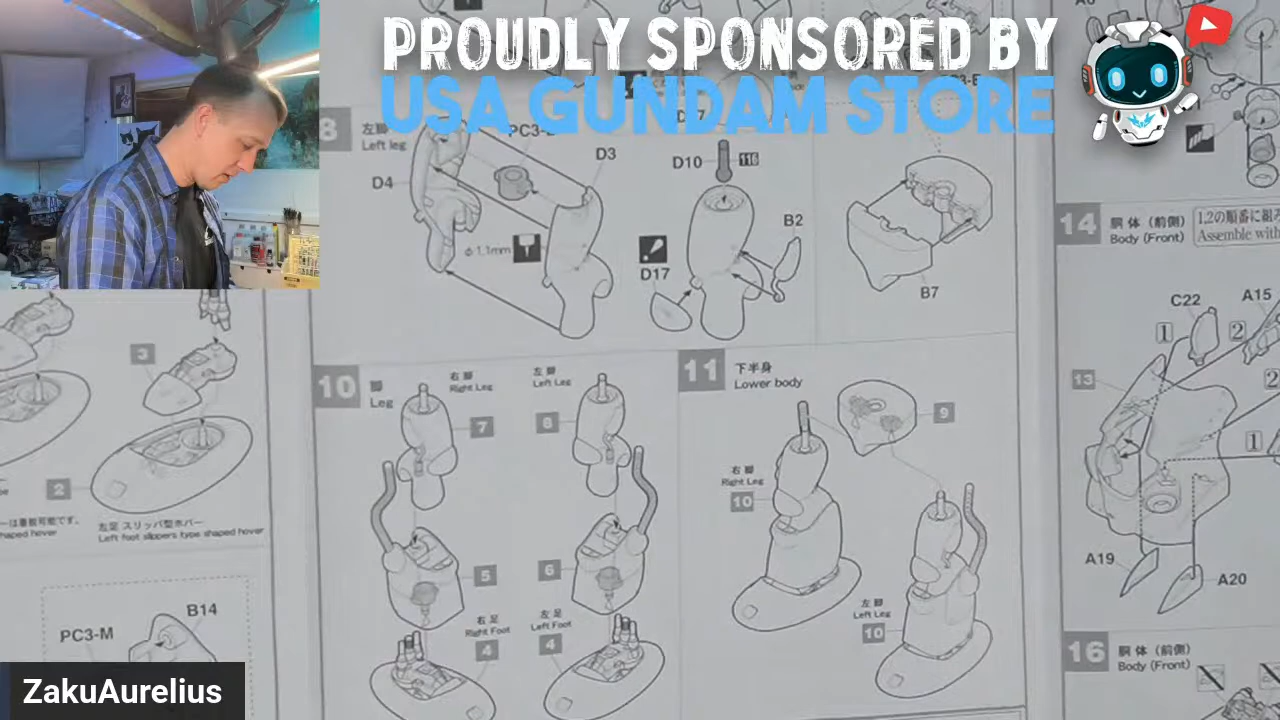 PROUDLY SPONSORED BY
USA GUNDAM STORE
8
左脚
Left leg
D4
D3
φ1.1mm
D10
116
B2
D17
B7
14
胴体 (前側)
Body (Front)
1,2の順番に組
Assemble with
C22
A15
1
2
13
2
1
A19
A20
3
2
左足 スリッパ型ホバー
Left foot slippers type shaped hover
10
脚
Leg
右脚
Right Leg
左脚
Left Leg
7
8
5
6
右足
Right Foot
左足
Left Foot
4
4
11
下半身
Lower body
9
右脚
Right Leg
10
左脚
Left Leg
10
B14
PC3-M
16
胴体 (前側)
Body (Front)
ZakuAurelius